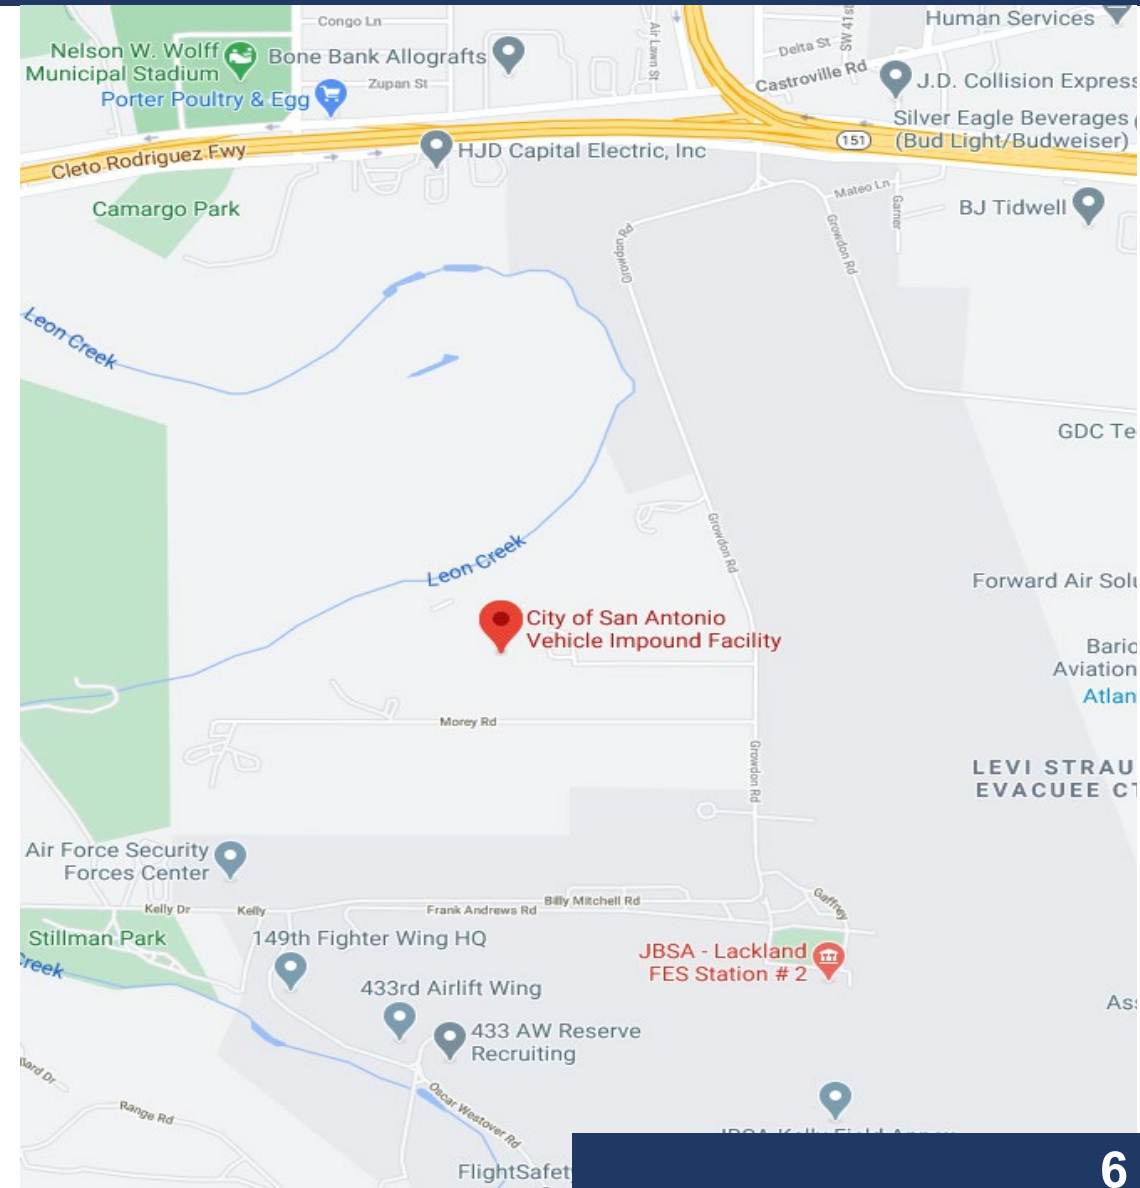 Congo Ln
Human Services
Nelson W. Wolff
Municipal Stadium
Bone Bank Allografts
Air Lawn St
Delta St
SW 41st
Zupan St
Castroville Rd
J.D. Collision Express
Porter Poultry & Egg
Silver Eagle Beverages
(Bud Light/Budweiser)
151
Cleto Rodriguez Fwy
HJD Capital Electric, Inc
Mateo Ln
Garner
BJ Tidwell
Camargo Park
Growdon Rd
Growdon Rd
Leon Creek
GDC Te
Growdon Rd
Leon Creek
Forward Air Solu
City of San Antonio
Vehicle Impound Facility
Bario
Aviation
Atlan
Morey Rd
Growdon Rd
LEVI STRAU
EVACUEE CT
Air Force Security
Forces Center
Billy Mitchell Rd
Gaffney
Kelly Dr
Kelly
Frank Andrews Rd
Stillman Park
149th Fighter Wing HQ
JBSA - Lackland
FES Station # 2
Creek
433rd Airlift Wing
Ass
433 AW Reserve
Recruiting
Range Rd
Oscar Westover Rd
FlightSafet
6